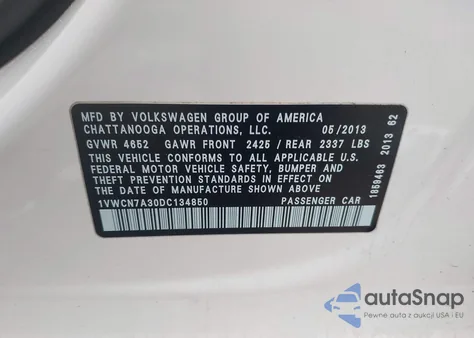 MFD BY VOLKSWAGEN GROUP OF AMERICA
CHATTANOOGA OPERATIONS, LLC. 05/2013
GVWR 4652 GAWR FRONT 2425 / REAR 2337 LBS
THIS VEHICLE CONFORMS TO ALL APPLICABLE U.S.
FEDERAL MOTOR VEHICLE SAFETY, BUMPER AND
THEFT PREVENTION STANDARDS IN EFFECT ON
THE DATE OF MANUFACTURE SHOWN ABOVE.
1VWCN7A30DC134850 PASSENGER CAR
1859463 2013 62
autoSnap
Pewne auta z aukcji USA i EU